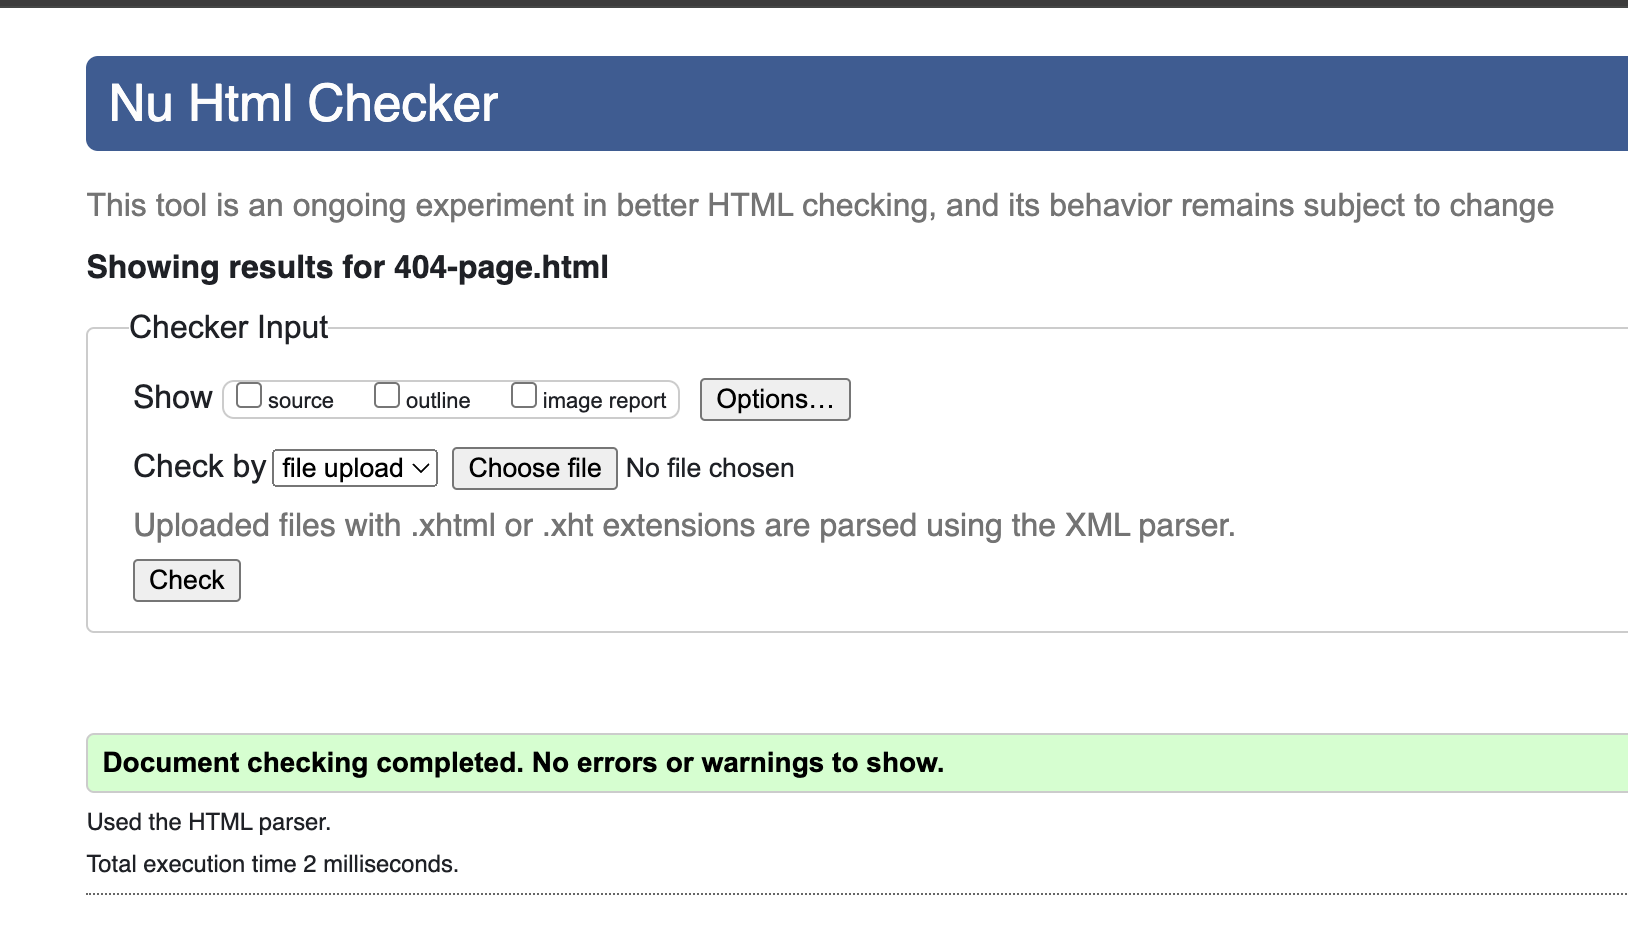 Nu Html Checker
This tool is an ongoing experiment in better HTML checking, and its behavior remains subject to change
Showing results for 404-page.html
Checker Input
Show source outline image report Options...
Check by file upload Choose file No file chosen
Uploaded files with .xhtml or .xht extensions are parsed using the XML parser.
Check
Document checking completed. No errors or warnings to show.
Used the HTML parser.
Total execution time 2 milliseconds.